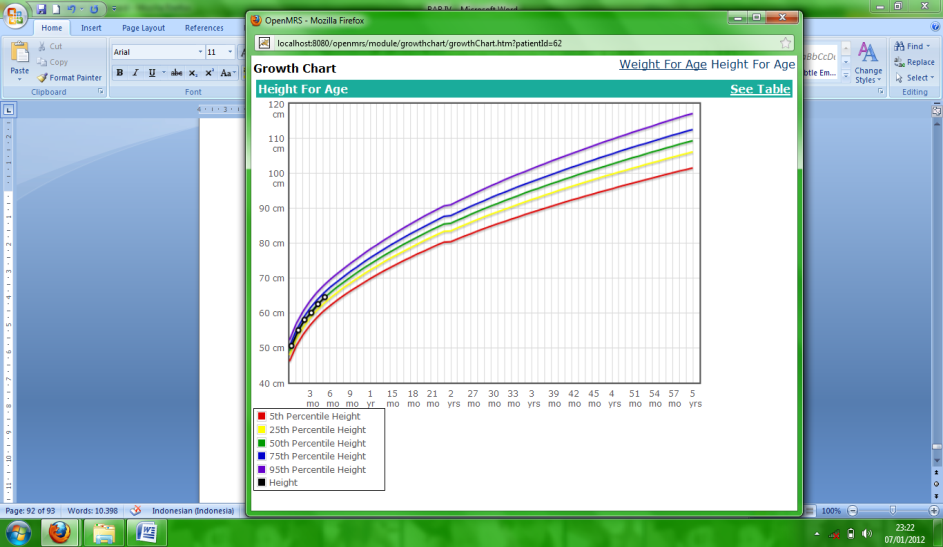 BAB IV - Microsoft Word
Home Insert Page Layout References
Cut
Copy
Format Painter
Paste
Clipboard
Arial 11 A
B I U abc x₂ x² Aa
Font
Change Styles
Find
Replace
Select
Editing
OpenMRS - Mozilla Firefox
localhost:8080/openmrs/module/growthchart/growthChart.htm?patientId=62
Growth Chart
Weight For Age Height For Age
Height For Age See Table
120 cm
110 cm
100 cm
90 cm
80 cm
70 cm
60 cm
50 cm
40 cm
3 6 9 1 15 18 21 2 27 30 33 3 39 42 45 4 51 54 57 5
mo mo mo yr mo mo mo yrs mo mo mo yrs mo mo mo yrs mo mo mo yrs
5th Percentile Height
25th Percentile Height
50th Percentile Height
75th Percentile Height
95th Percentile Height
Height
Page: 92 of 93 Words: 10.398 Indonesian (Indonesia) 100%
23:22
07/01/2012